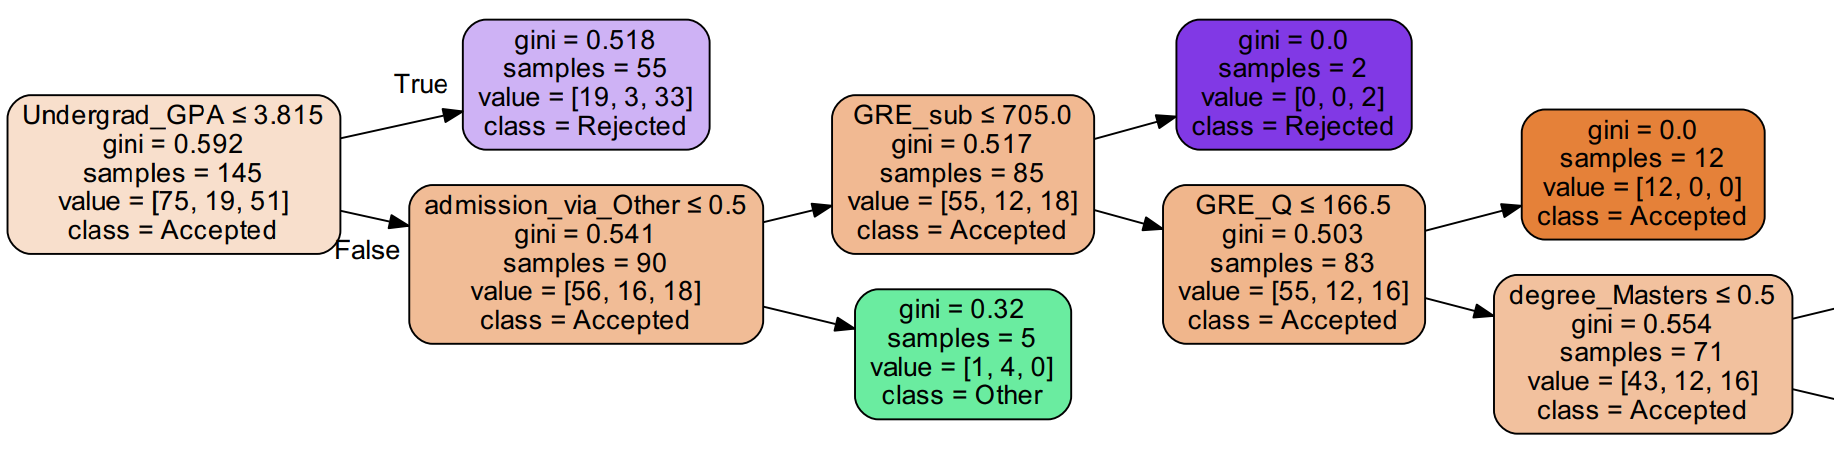 Undergrad_GPA ≤ 3.815
gini = 0.592
samples = 145
value = [75, 19, 51]
class = Accepted
True
False
gini = 0.518
samples = 55
value = [19, 3, 33]
class = Rejected
admission_via_Other ≤ 0.5
gini = 0.541
samples = 90
value = [56, 16, 18]
class = Accepted
GRE_sub ≤ 705.0
gini = 0.517
samples = 85
value = [55, 12, 18]
class = Accepted
gini = 0.32
samples = 5
value = [1, 4, 0]
class = Other
gini = 0.0
samples = 2
value = [0, 0, 2]
class = Rejected
GRE_Q ≤ 166.5
gini = 0.503
samples = 83
value = [55, 12, 16]
class = Accepted
gini = 0.0
samples = 12
value = [12, 0, 0]
class = Accepted
degree_Masters ≤ 0.5
gini = 0.554
samples = 71
value = [43, 12, 16]
class = Accepted